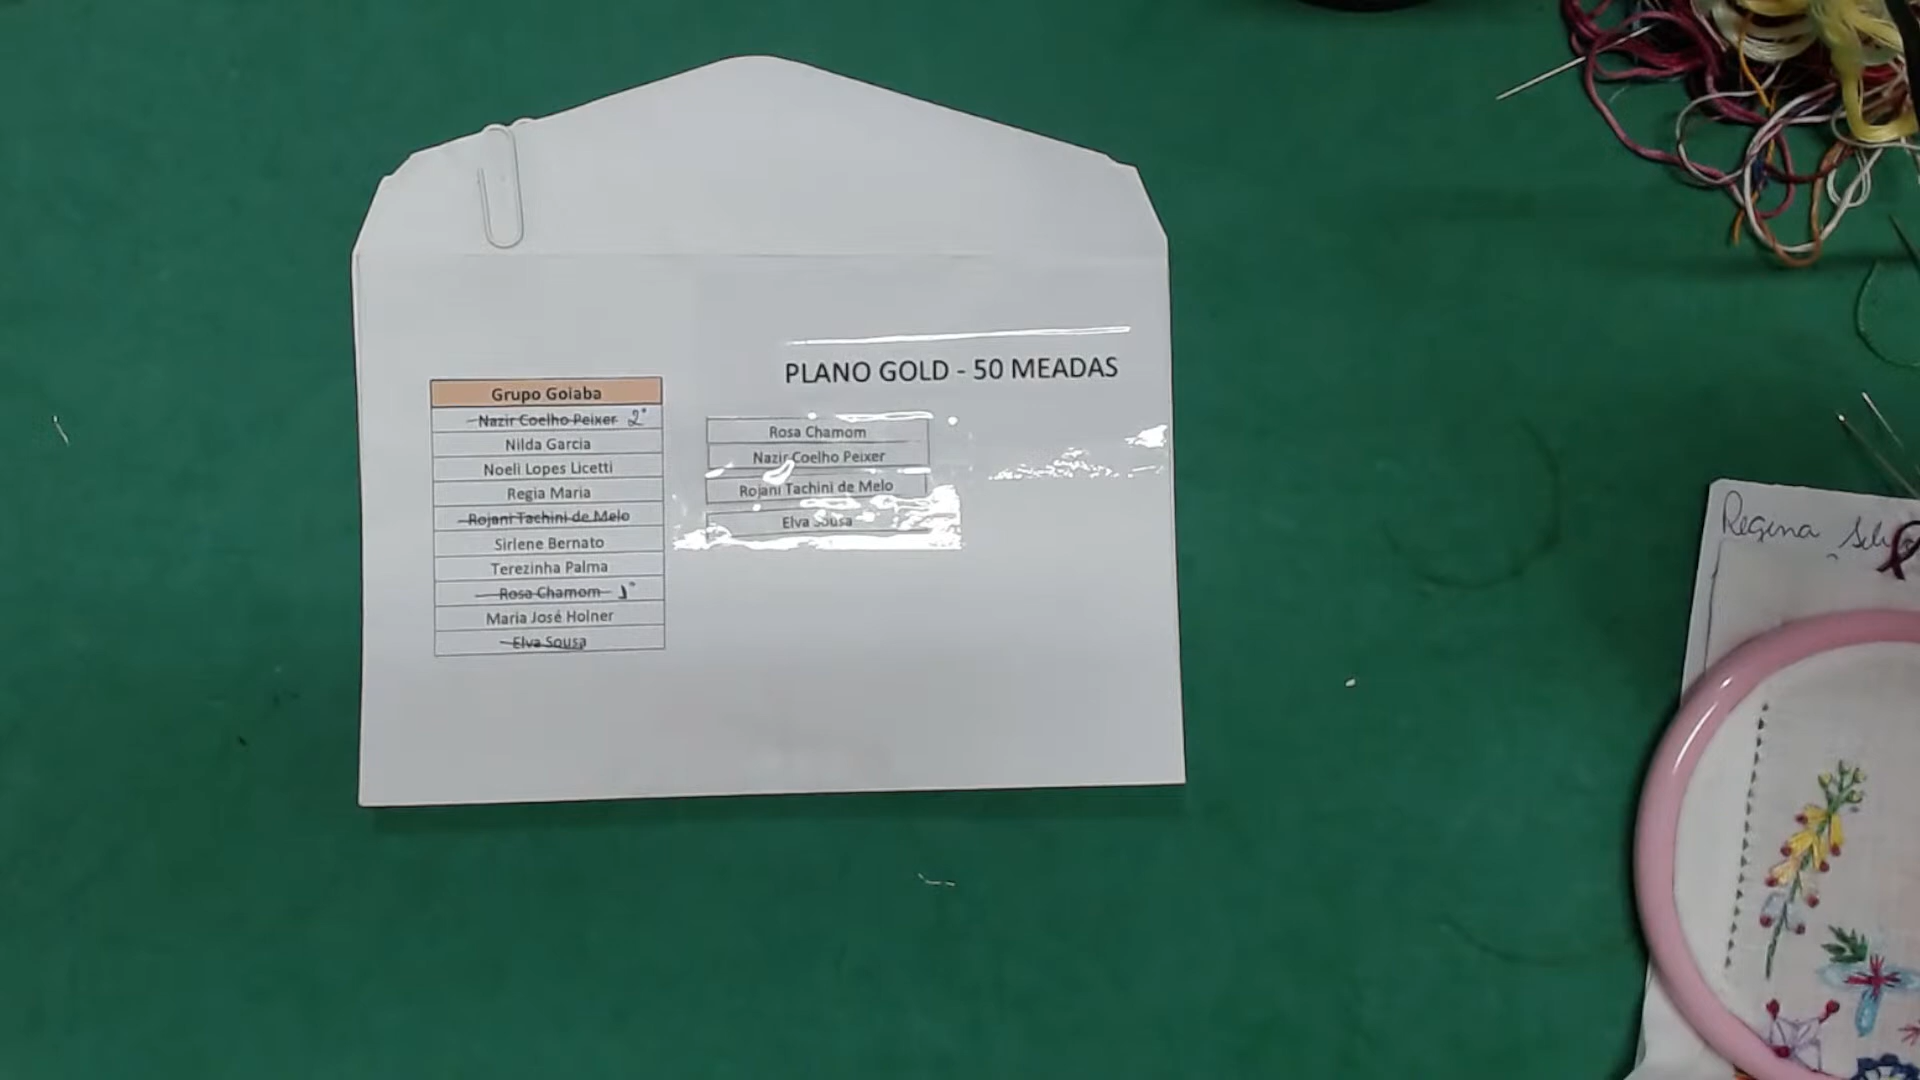 PLANO GOLD - 50 MEADAS
Grupo Goiaba
Nazir Coelho Peixer 2°
Nilda Garcia
Noeli Lopes Licetti
Regia Maria
Rojani Tachini de Melo
Sirlene Bernato
Terezinha Palma
Rosa Chamom 1°
Maria José Holner
Elva Sousa
Rosa Chamom
Nazir Coelho Peixer
Rojani Tachini de Melo
Elva Sousa
Regina